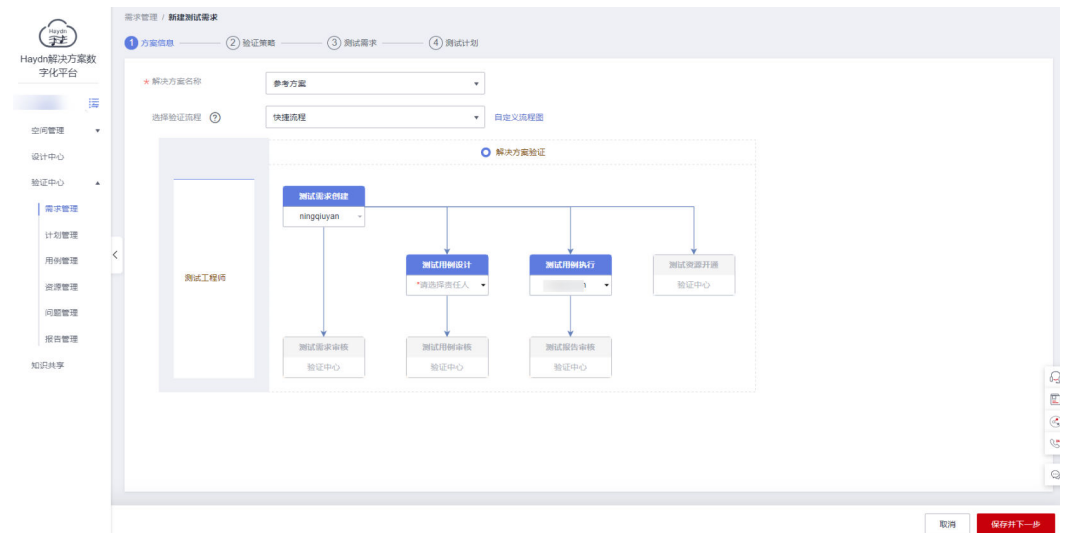 需求管理 / 新建测试需求
Haydn
Haydn解决方案数
字化平台
1 方案信息 2 验证策略 3 测试需求 4 测试计划
* 解决方案名称 参考方案
选择验证流程 ? 快捷流程 自定义流程图
空间管理
设计中心
验证中心
需求管理
计划管理
用例管理
资源管理
问题管理
报告管理
知识共享
解决方案验证
测试工程师
测试需求创建
ningqiuyan
测试用例设计 测试用例执行 测试资源开通
*请选择责任人 验证中心
测试需求审核 测试用例审核 测试报告审核
验证中心 验证中心 验证中心
取消 保存并下一步